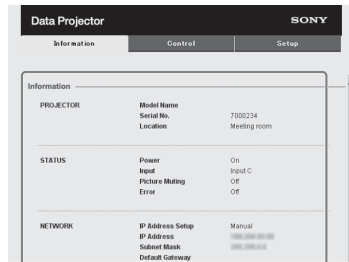 Data Projector SONY
Information Control Setup
Information
PROJECTOR Model Name
Serial No. 7000234
Location Meeting room
STATUS Power On
Input Input C
Picture Muting Off
Error Off
NETWORK IP Address Setup Manual
IP Address
Subnet Mask
Default Gateway